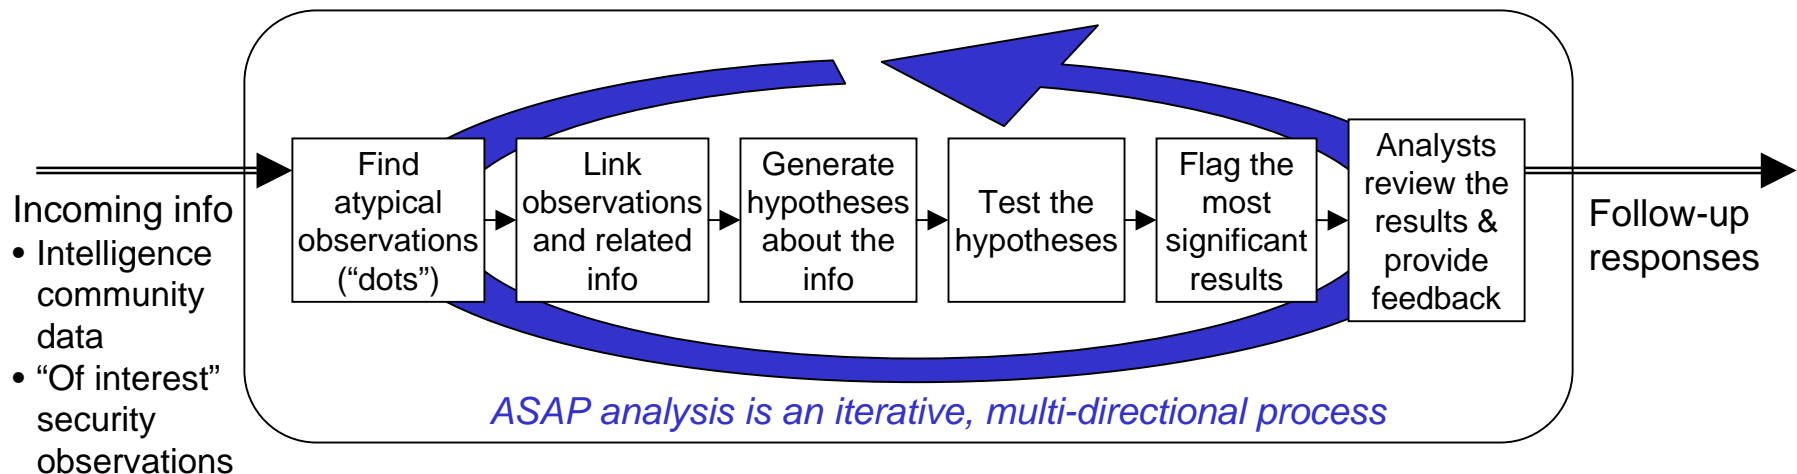 Incoming info
• Intelligence
community
data
• “Of interest”
security
observations
Find
atypical
observations
(“dots”)
Link
observations
and related
info
Generate
hypotheses
about the
info
Test the
hypotheses
Flag the
most
significant
results
Analysts
review the
results &
provide
feedback
Follow-up
responses
ASAP analysis is an iterative, multi-directional process